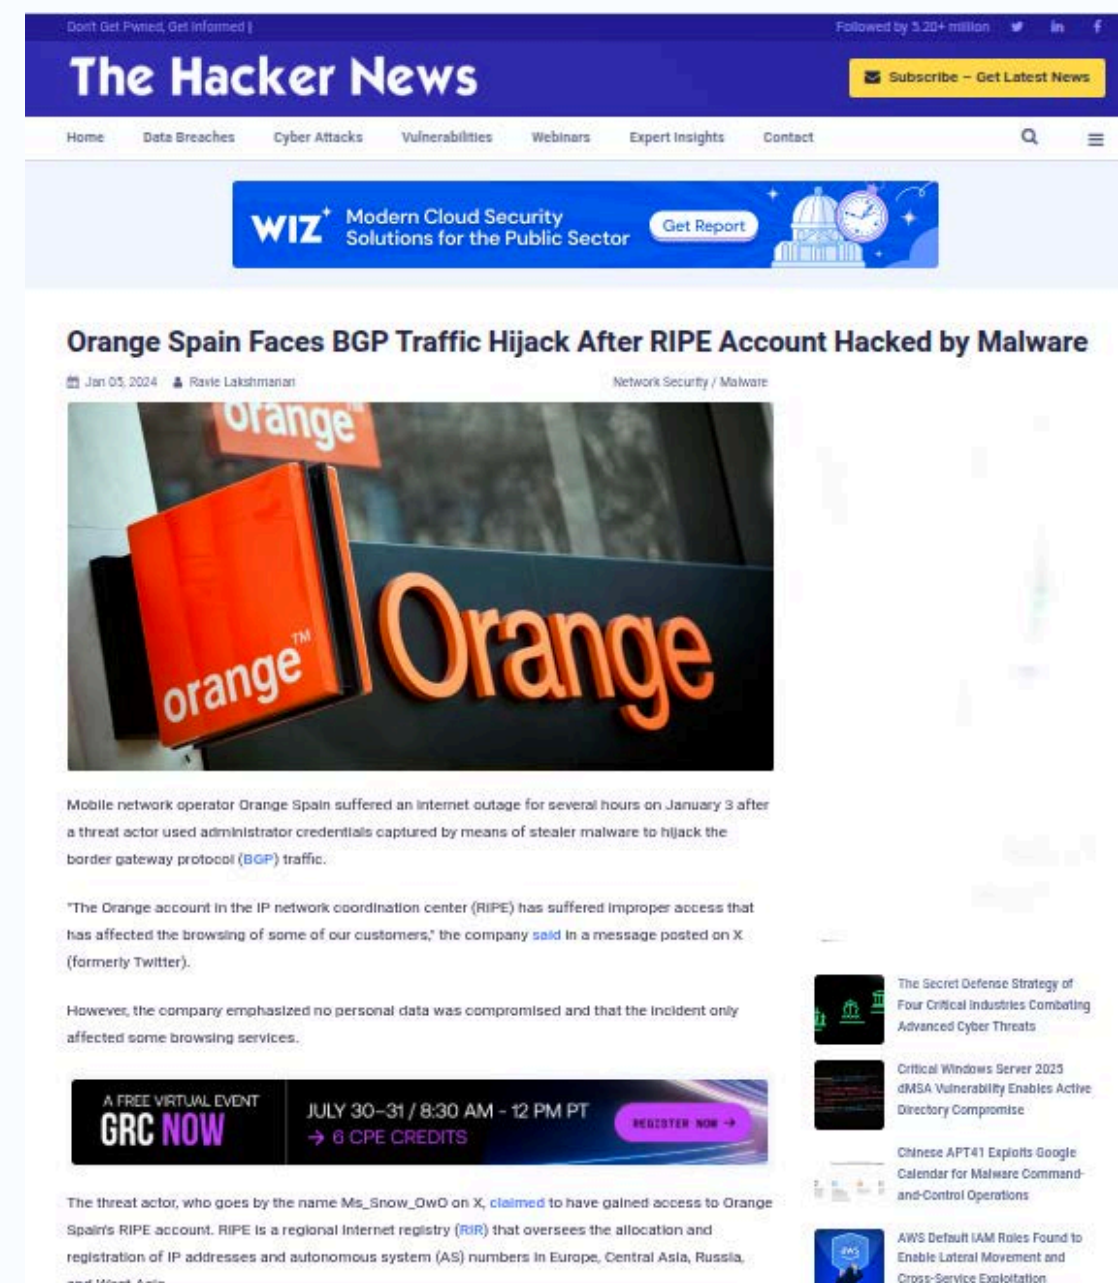 Don't Get Pwned, Get Informed |
Followed by 5.20+ million
The Hacker News
Subscribe – Get Latest News
Home Data Breaches Cyber Attacks Vulnerabilities Webinars Expert Insights Contact
WIZ
Modern Cloud Security
Solutions for the Public Sector
Get Report
Orange Spain Faces BGP Traffic Hijack After RIPE Account Hacked by Malware
Jan 05, 2024 Ravie Lakshmanan
Network Security / Malware
orange™
orange™
Orange
Mobile network operator Orange Spain suffered an internet outage for several hours on January 3 after
a threat actor used administrator credentials captured by means of stealer malware to hijack the
border gateway protocol (BGP) traffic.
"The Orange account in the IP network coordination center (RIPE) has suffered improper access that
has affected the browsing of some of our customers," the company said in a message posted on X
(formerly Twitter).
However, the company emphasized no personal data was compromised and that the incident only
affected some browsing services.
A FREE VIRTUAL EVENT
GRC NOW
JULY 30–31 / 8:30 AM - 12 PM PT
→ 6 CPE CREDITS
REGISTER NOW →
The threat actor, who goes by the name Ms_Snow_OwO on X, claimed to have gained access to Orange
Spain's RIPE account. RIPE is a regional Internet registry (RIR) that oversees the allocation and
registration of IP addresses and autonomous system (AS) numbers in Europe, Central Asia, Russia,
and West Asia.
The Secret Defense Strategy of
Four Critical Industries Combating
Advanced Cyber Threats
Critical Windows Server 2025
dMSA Vulnerability Enables Active
Directory Compromise
Chinese APT41 Exploits Google
Calendar for Malware Command-
and-Control Operations
aws
AWS Default IAM Roles Found to
Enable Lateral Movement and
Cross-Service Exploitation